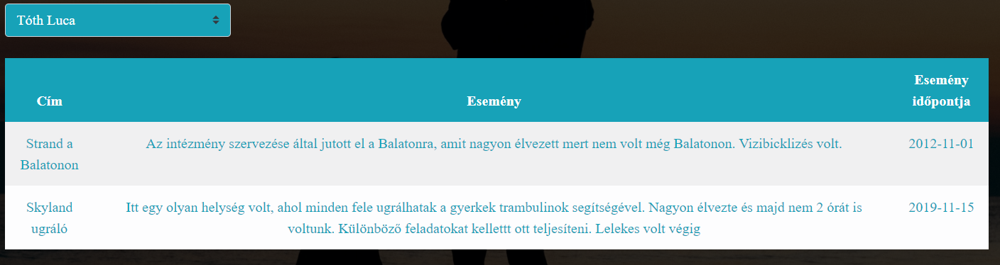 Tóth Luca
Cím
Esemény
Esemény
időpontja
Strand a
Balatonon
Az intézmény szervezése által jutott el a Balatonra, amit nagyon élvezett mert nem volt még Balatonon. Vizibicklizés volt.
2012-11-01
Skyland
ugráló
Itt egy olyan helység volt, ahol minden fele ugrálhatak a gyerkek trambulinok segítségével. Nagyon élvezte és majd nem 2 órát is
voltunk. Különböző feladatokat kellettt ott teljesíteni. Lelekes volt végig
2019-11-15